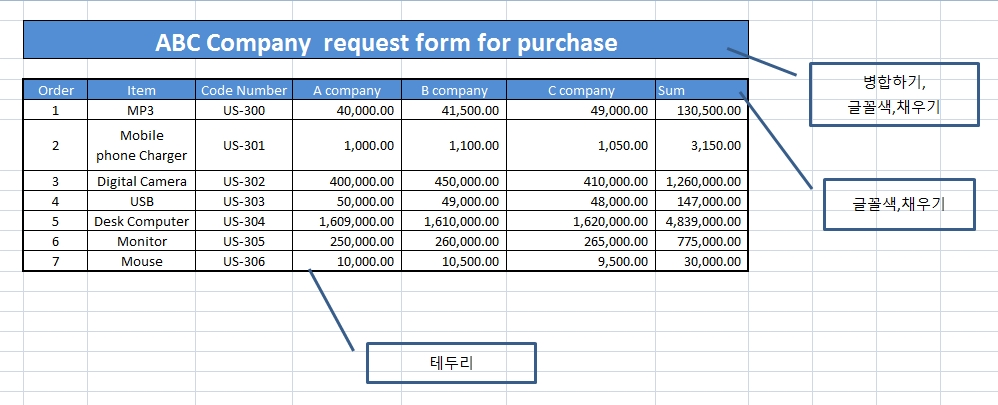 ABC Company  request form for purchase
병합하기,
글꼴색,채우기
Order Item Code Number A company B company C company Sum
1 MP3 US-300 40,000.00 41,500.00 49,000.00 130,500.00
2 Mobile phone Charger US-301 1,000.00 1,100.00 1,050.00 3,150.00
3 Digital Camera US-302 400,000.00 450,000.00 410,000.00 1,260,000.00
4 USB US-303 50,000.00 49,000.00 48,000.00 147,000.00
5 Desk Computer US-304 1,609,000.00 1,610,000.00 1,620,000.00 4,839,000.00
6 Monitor US-305 250,000.00 260,000.00 265,000.00 775,000.00
7 Mouse US-306 10,000.00 10,500.00 9,500.00 30,000.00
글꼴색,채우기
테두리